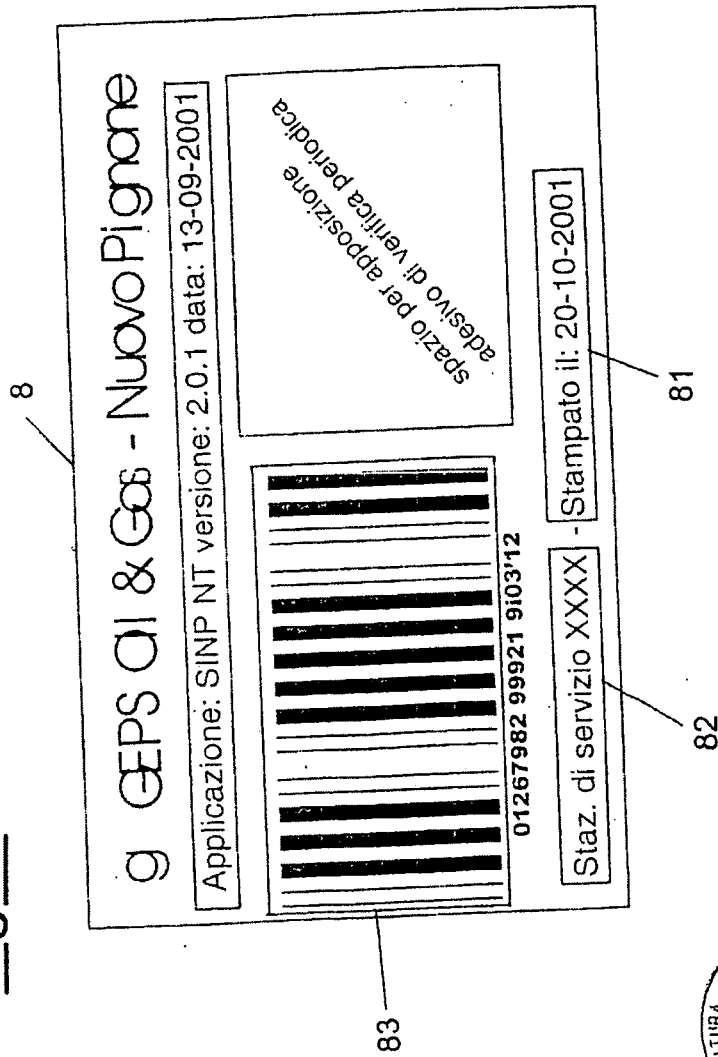 8
g GEPS Oil & Gas - NuovoPignone
Applicazione: SINP NT versione: 2.0.1 data: 13-09-2001
spazio per apposizione
adesivo di verifica periodica
83
01267982 99921 9i03'12
Staz. di servizio XXXX - Stampato il: 20-10-2001
82
81